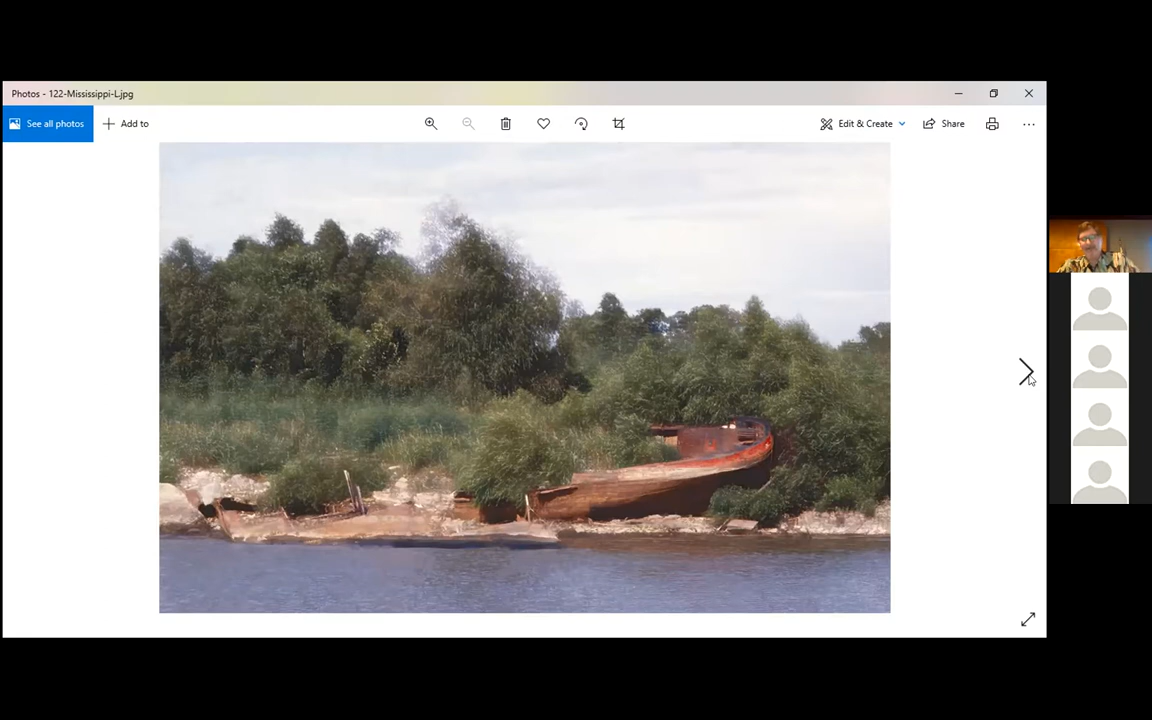 Photos - 122-Mississippi-L.jpg
See all photos
Add to
Edit & Create
Share